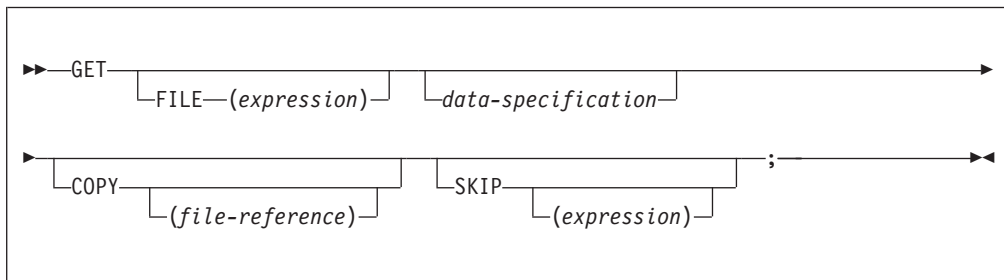 GET
FILE (expression) data-specification
COPY SKIP ;
(file-reference) (expression)